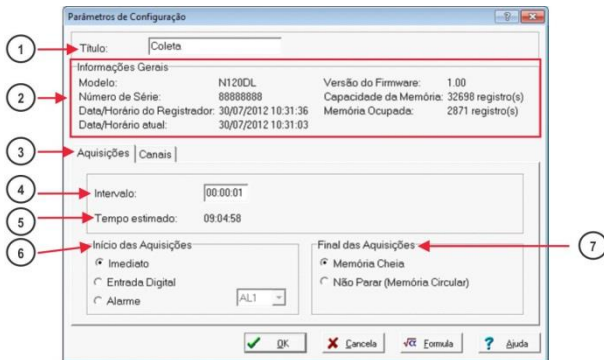 Parâmetros de Configuração
1
Título: Coleta
2
Informações Gerais
Modelo: N120DL Versão do Firmware: 1.00
Número de Série: 88888888 Capacidade da Memória: 32698 registro(s)
Data/Horário do Registrador: 30/07/2012 10:31:36 Memória Ocupada: 2871 registro(s)
Data/Horário atual: 30/07/2012 10:31:03
3
Aquisições Canais
4
Intervalo: 00:00:01
5
Tempo estimado: 09:04:58
6
Início das Aquisições Final das Aquisições
7
Imediato Memória Cheia
Entrada Digital Não Parar (Memória Circular)
Alarme AL1
OK Cancela Formula Ajuda